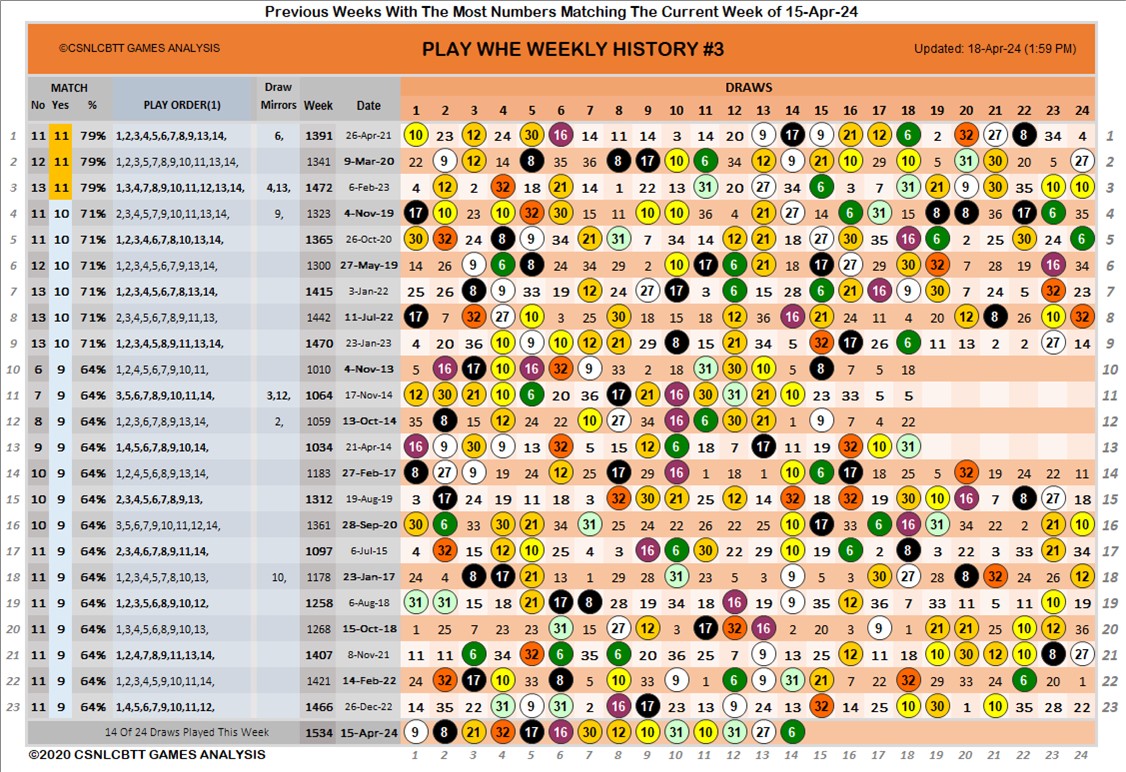 Previous Weeks With The Most Numbers Matching The Current Week of 15-Apr-24
©CSNLCBTT GAMES ANALYSIS PLAY WHE WEEKLY HISTORY #3 Updated: 18-Apr-24 (1:59 PM)
MATCH Draw DRAWS
No Yes % PLAY ORDER(1) Mirrors Week Date 1 2 3 4 5 6 7 8 9 10 11 12 13 14 15 16 17 18 19 20 21 22 23 24
1 11 11 79% 1,2,3,4,5,6,7,8,9,13,14, 6, 1391 26-Apr-21 10 23 12 24 30 16 14 11 14 3 14 20 9 17 9 21 12 6 2 32 27 8 34 4 1
2 12 11 79% 1,2,3,5,7,8,9,10,11,13,14, 1341 9-Mar-20 22 9 12 14 8 35 36 8 17 10 6 34 12 9 21 10 29 10 5 31 30 20 5 27 2
3 13 11 79% 1,3,4,7,8,9,10,11,12,13,14, 4,13, 1472 6-Feb-23 4 12 2 32 18 21 14 1 22 13 31 20 27 34 6 3 7 31 21 9 30 35 10 10 3
4 11 10 71% 2,3,4,5,7,9,10,11,13,14, 9, 1323 4-Nov-19 17 10 23 10 32 30 15 11 10 10 36 4 21 27 14 6 31 15 8 8 36 17 6 35 4
5 11 10 71% 1,2,3,4,6,7,8,10,13,14, 1365 26-Oct-20 30 32 24 8 9 34 21 31 7 34 14 12 21 18 27 30 35 16 6 2 25 30 24 6 5
6 12 10 71% 1,2,3,4,5,6,7,9,13,14, 1300 27-May-19 14 26 9 6 8 24 34 29 2 10 17 6 21 18 17 27 29 30 32 7 28 19 16 34 6
7 13 10 71% 1,2,3,4,5,6,7,8,13,14, 1415 3-Jan-22 25 26 8 9 33 19 12 24 27 17 3 6 15 28 6 21 16 9 30 7 24 5 32 23 7
8 13 10 71% 1,2,3,4,5,7,8,9,11,13, 1442 11-Jul-22 17 7 32 27 10 3 25 30 18 15 18 12 36 16 21 24 11 4 20 12 8 26 10 32 8
9 13 10 71% 1,2,3,4,5,8,9,11,13,14, 1470 23-Jan-23 4 20 36 10 9 10 12 21 29 8 15 21 34 5 32 17 26 6 11 13 2 2 27 14 9
10 6 9 64% 1,2,4,5,6,7,9,10,11, 1010 4-Nov-13 5 16 17 10 16 32 9 33 2 18 31 30 10 5 8 7 5 18 10
11 7 9 64% 3,5,6,7,8,9,10,11,14, 3,12, 1064 17-Nov-14 12 30 21 10 6 20 36 17 21 16 30 31 21 10 23 33 5 5 11
12 8 9 64% 1,2,3,6,7,8,9,13,14, 2, 1059 13-Oct-14 35 8 15 12 24 22 10 27 34 16 6 30 21 1 9 7 4 22 12
13 9 9 64% 1,4,5,6,7,8,9,10,14, 1034 21-Apr-14 16 9 30 9 13 32 5 15 12 6 18 7 17 11 19 32 10 31 13
14 10 9 64% 1,2,4,5,6,8,9,13,14, 1183 27-Feb-17 8 27 9 19 24 12 25 17 29 16 1 18 1 10 6 17 18 25 5 32 19 24 22 11 14
15 10 9 64% 2,3,4,5,6,7,8,9,13, 1312 19-Aug-19 3 17 24 19 11 18 3 32 30 21 25 12 14 32 18 32 19 30 10 16 7 8 27 18 15
16 10 9 64% 3,5,6,7,9,10,11,12,14, 1361 28-Sep-20 30 6 33 30 21 34 31 25 24 22 26 22 25 10 17 33 6 16 31 34 22 2 21 10 16
17 11 9 64% 2,3,4,6,7,8,9,11,14, 1097 6-Jul-15 4 32 15 12 10 25 4 3 16 6 30 22 29 10 19 6 2 8 3 22 3 33 21 34 17
18 11 9 64% 1,2,3,4,5,7,8,10,13, 10, 1178 23-Jan-17 24 4 8 17 21 13 1 29 28 31 23 5 3 9 5 3 30 27 28 8 32 24 26 12 18
19 11 9 64% 1,2,3,5,6,8,9,10,12, 1258 6-Aug-18 31 31 15 18 21 17 8 28 19 34 18 16 19 9 35 12 36 7 33 11 5 11 10 19 19
20 11 9 64% 1,3,4,5,6,8,9,10,13, 1268 15-Oct-18 1 25 7 23 23 31 15 27 12 3 17 32 16 2 20 3 9 1 21 21 25 10 12 36 20
21 11 9 64% 1,2,4,7,8,9,11,13,14, 1407 8-Nov-21 11 11 6 34 32 6 35 6 20 36 25 7 9 13 25 12 11 18 10 30 12 10 8 27 21
22 11 9 64% 1,2,3,4,5,9,10,11,14, 1421 14-Feb-22 24 32 17 10 6 8 5 10 33 9 1 6 9 31 21 7 22 32 29 33 24 6 20 1 22
23 11 9 64% 1,4,5,6,7,9,10,11,12, 1466 26-Dec-22 14 35 22 31 9 31 2 16 17 23 13 9 24 13 32 14 25 10 30 1 10 35 28 22 23
14 Of 24 Draws Played This Week 1534 15-Apr-24 9 8 21 32 17 16 30 12 10 31 10 31 27 6
©2020 CSNLCBTT GAMES ANALYSIS 1 2 3 4 5 6 7 8 9 10 11 12 13 14 15 16 17 18 19 20 21 22 23 24